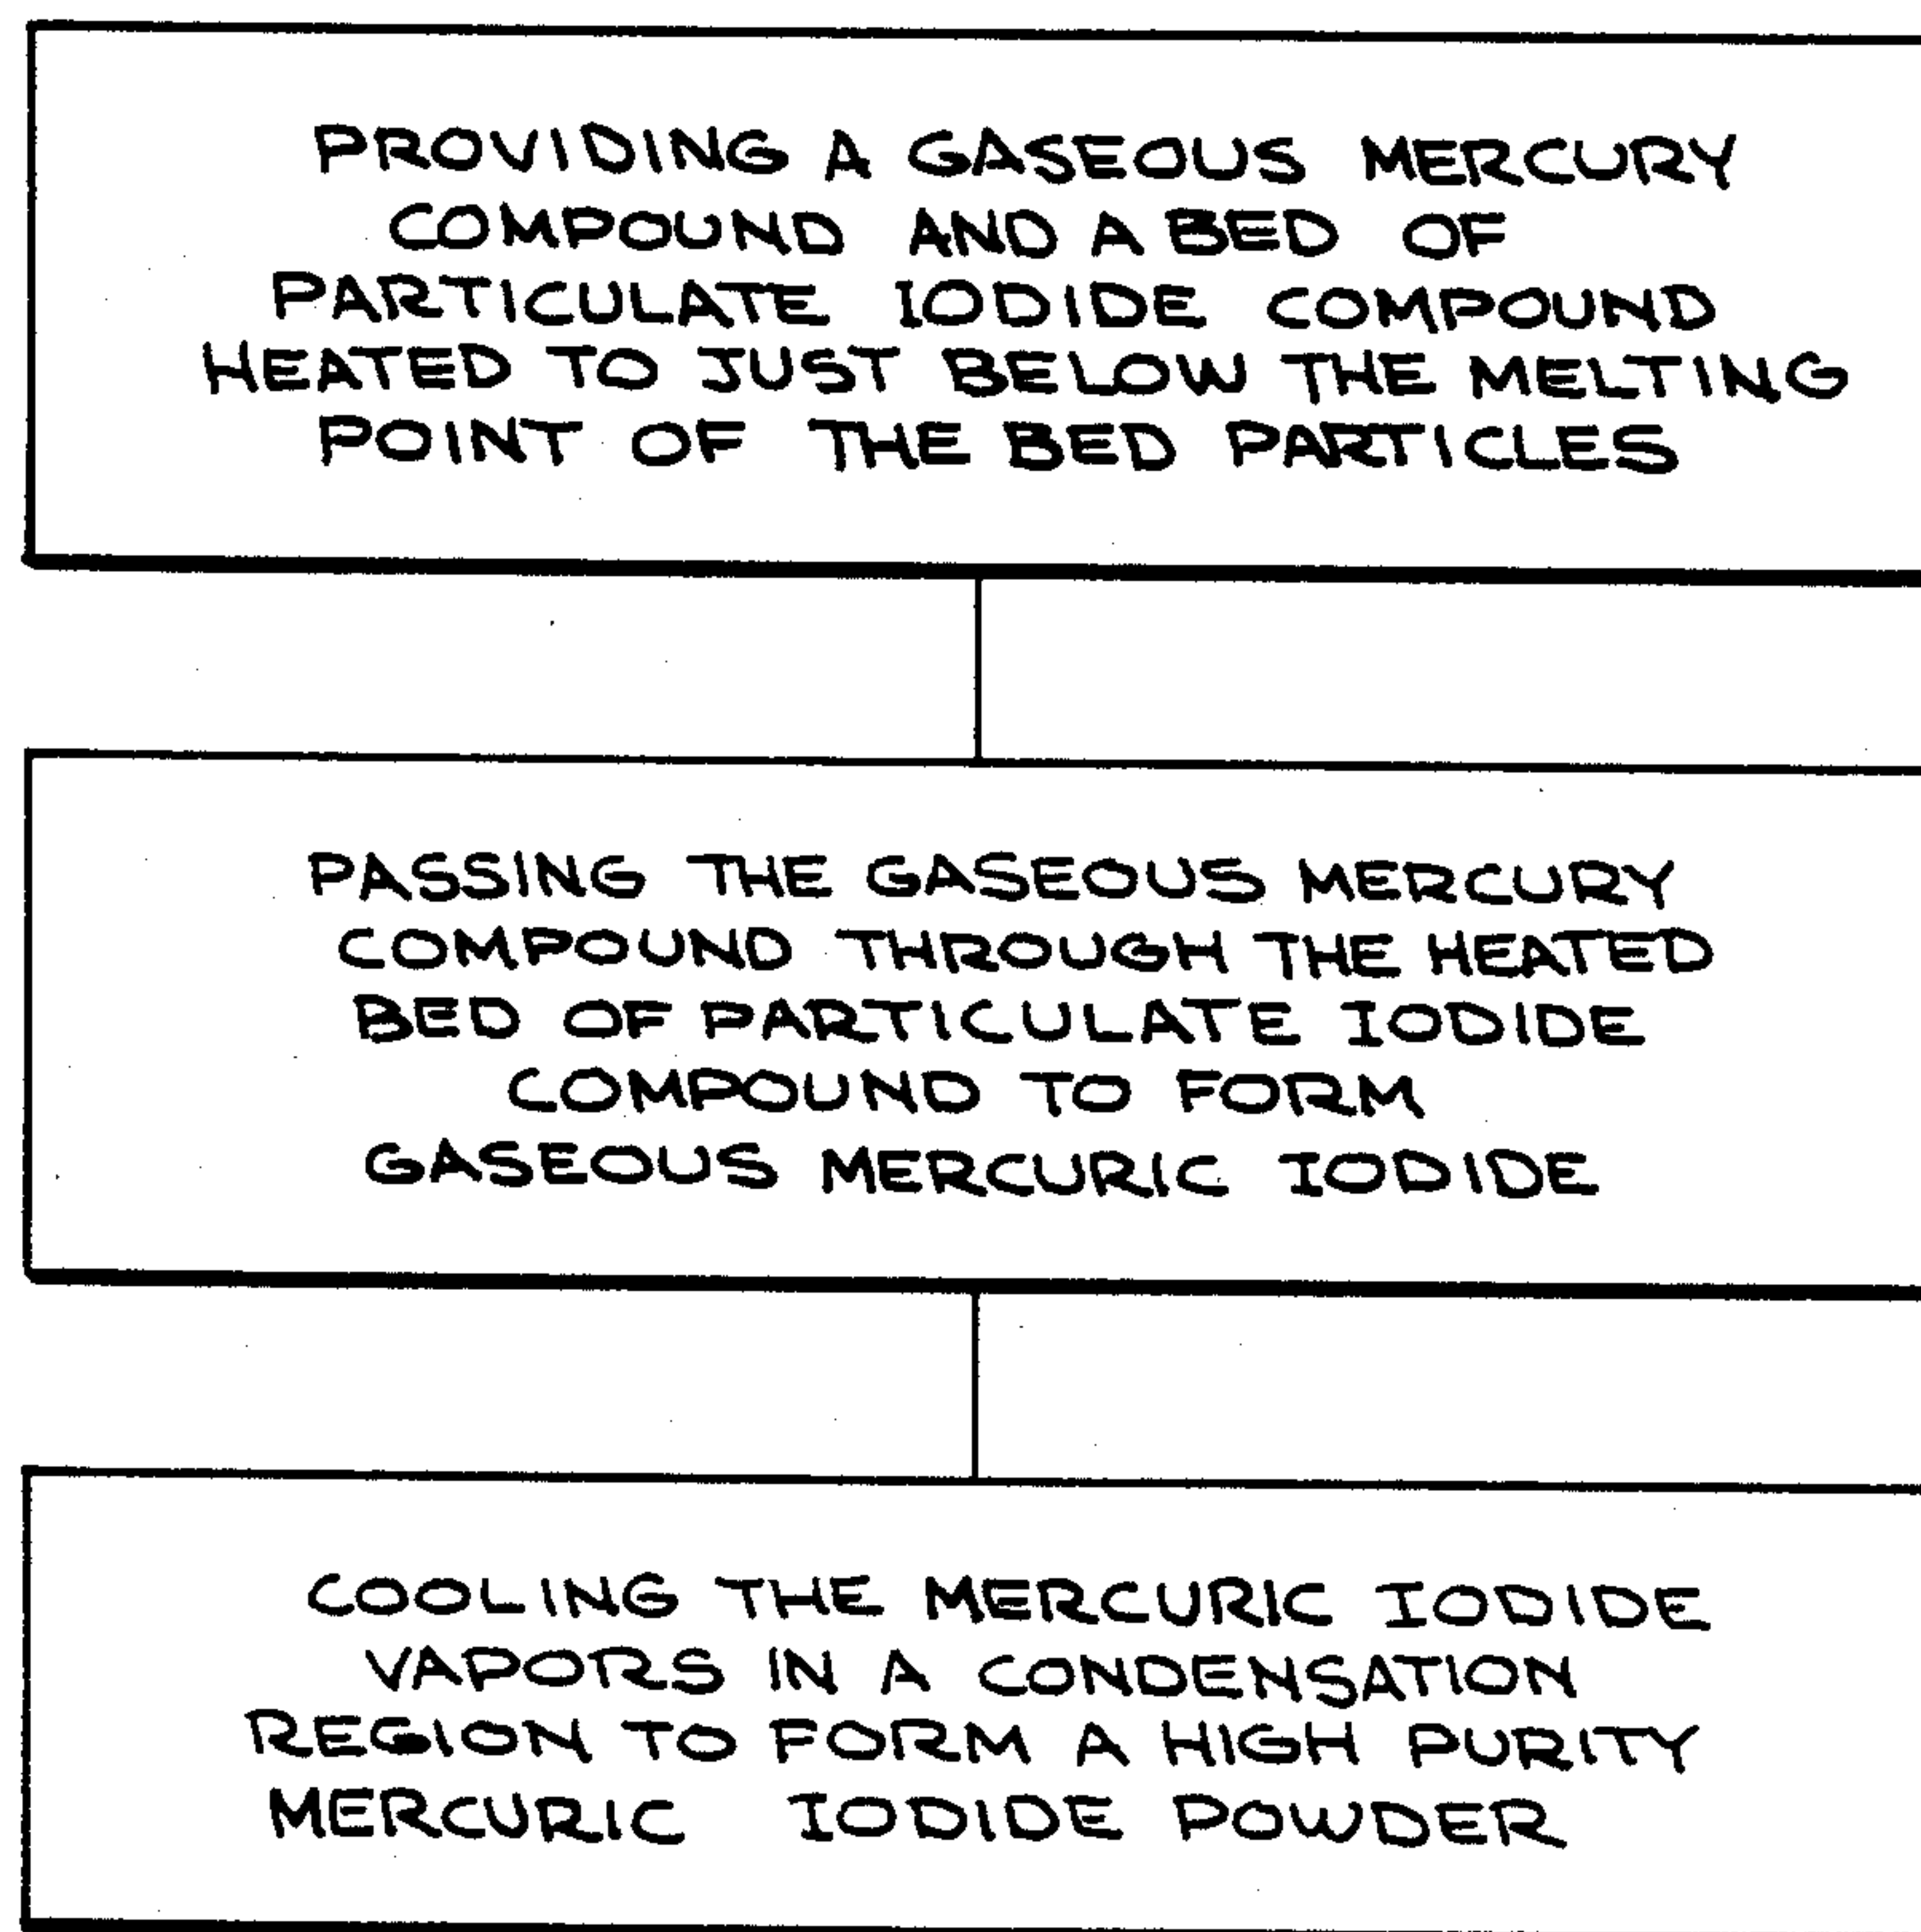 PROVIDING A GASEOUS MERCURY
COMPOUND AND A BED OF
PARTICULATE IODIDE COMPOUND
HEATED TO JUST BELOW THE MELTING
POINT OF THE BED PARTICLES
PASSING THE GASEOUS MERCURY
COMPOUND THROUGH THE HEATED
BED OF PARTICULATE IODIDE
COMPOUND TO FORM
GASEOUS MERCURIC IODIDE
COOLING THE MERCURIC IODIDE
VAPORS IN A CONDENSATION
REGION TO FORM A HIGH PURITY
MERCURIC IODIDE POWDER